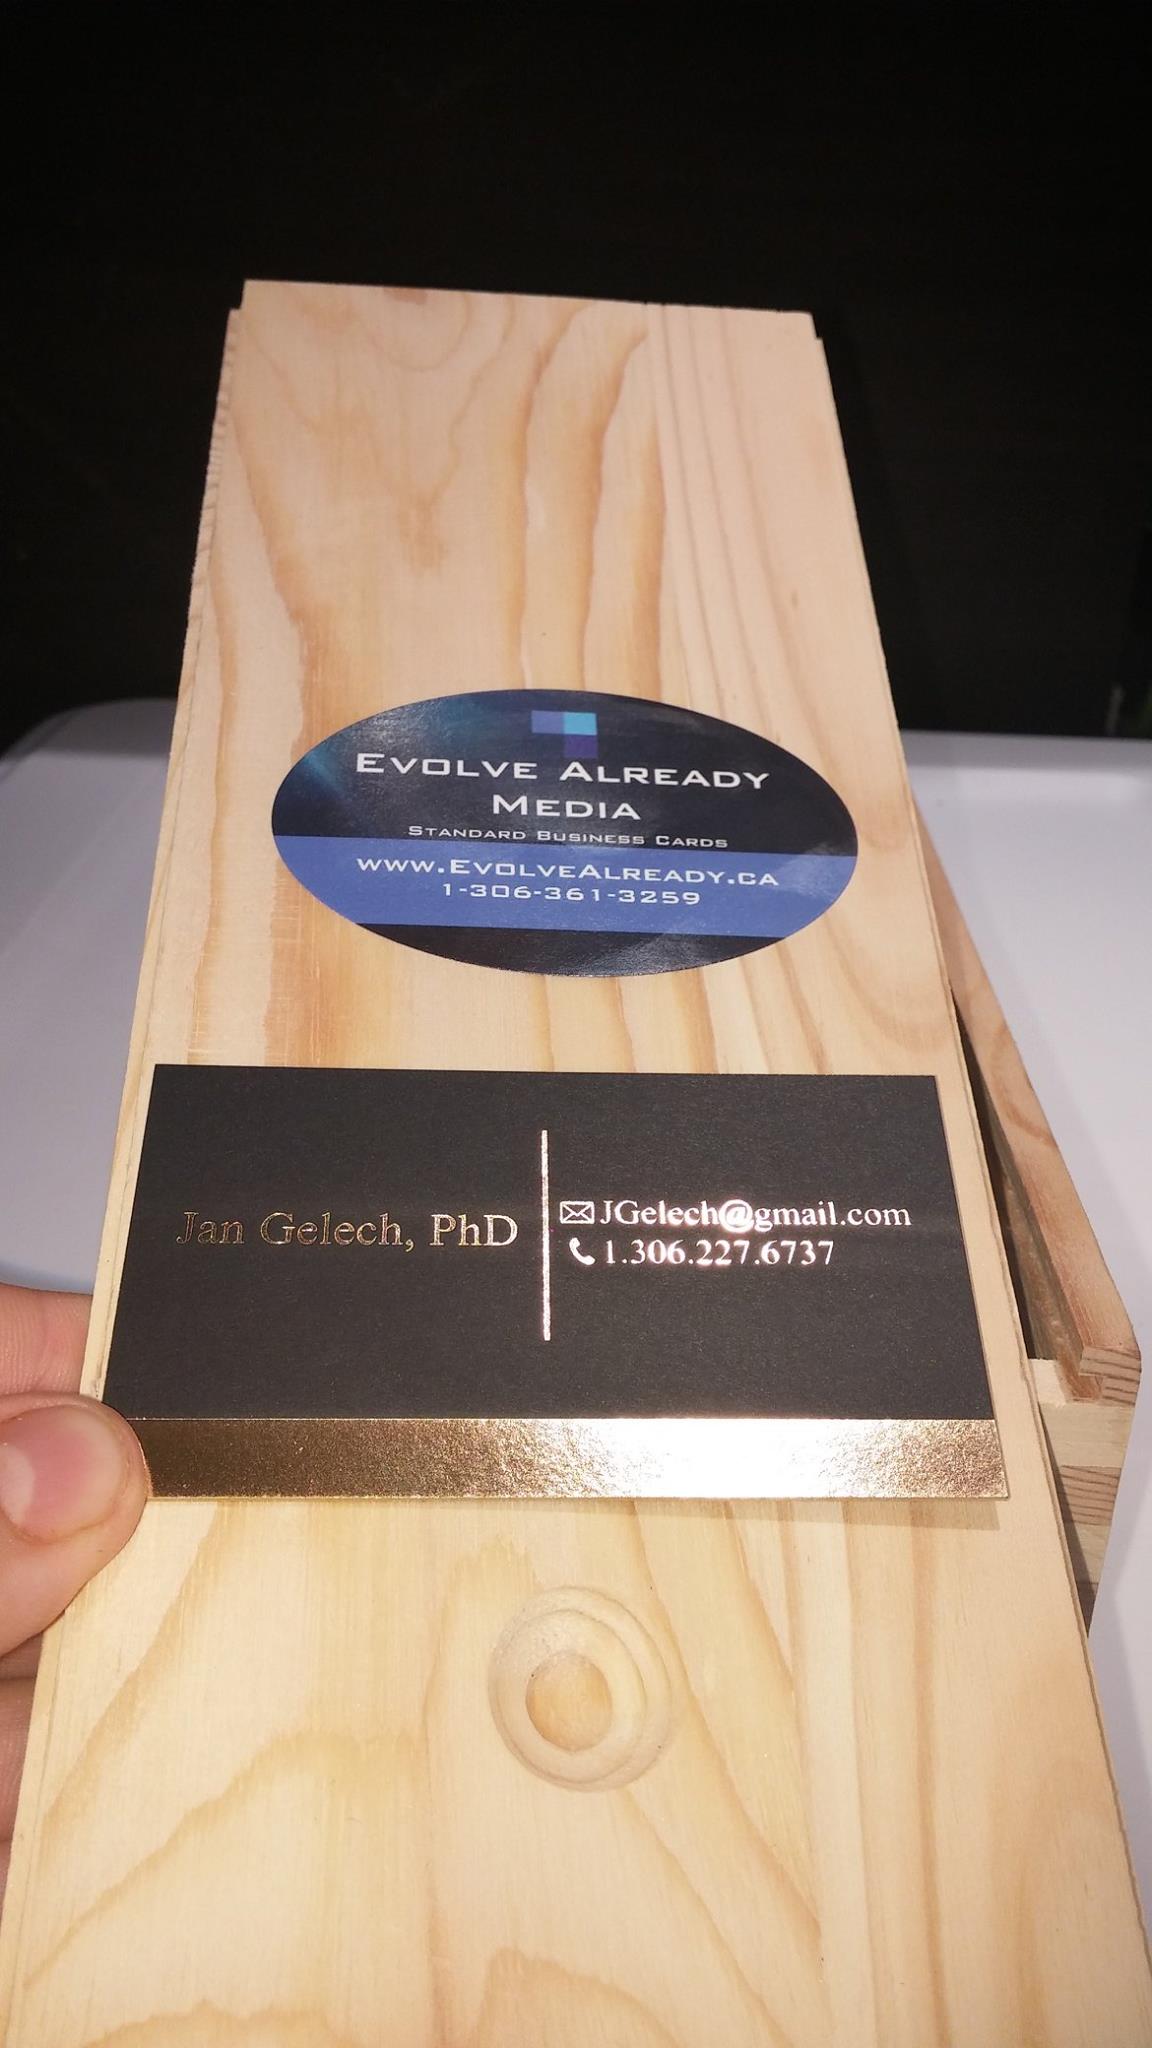 Evolve Already
Media
Standard Business Cards
www.EvolveAlready.ca
1-306-361-3259
Jan Gelech, PhD
JGelech@gmail.com
1.306.227.6737